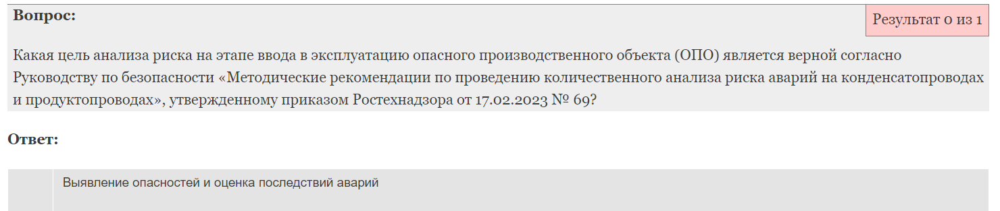 Вопрос:
Результат 0 из 1
Какая цель анализа риска на этапе ввода в эксплуатацию опасного производственного объекта (ОПО) является верной согласно
Руководству по безопасности «Методические рекомендации по проведению количественного анализа риска аварий на конденсатопроводах
и продуктопроводах», утвержденному приказом Ростехнадзора от 17.02.2023 № 69?
Ответ:
Выявление опасностей и оценка последствий аварий